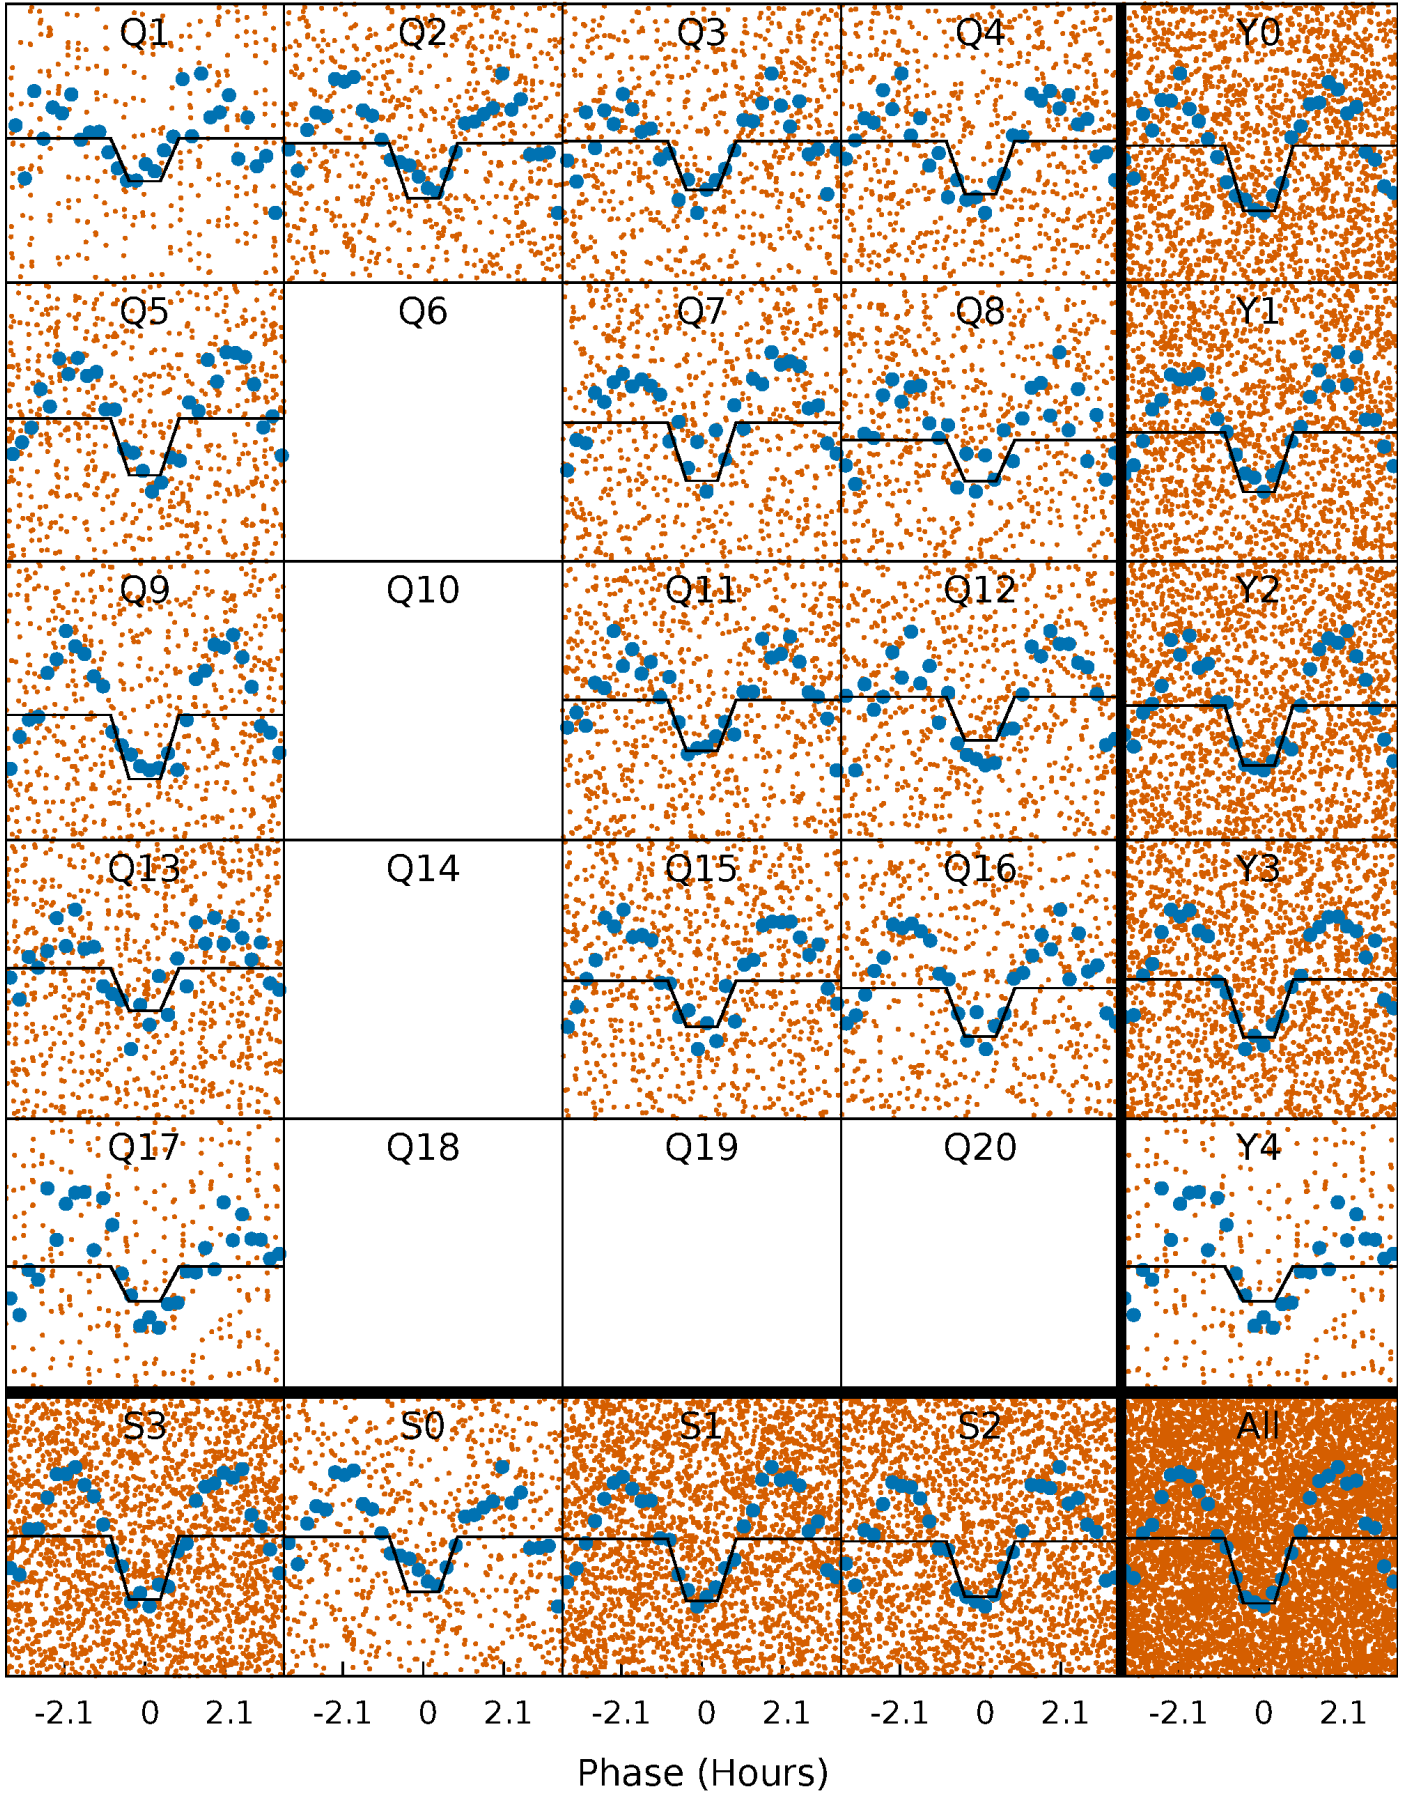 Q1 Q2 Q3 Q4 Y0
Q5 Q6 Q7 Q8 Y1
Q9 Q10 Q11 Q12 Y2
Q13 Q14 Q15 Q16 Y3
Q17 Q18 Q19 Q20 Y4
S3 S0 S1 S2 All
-2.1 0 2.1 -2.1 0 2.1 -2.1 0 2.1 -2.1 0 2.1 -2.1 0 2.1
Phase (Hours)